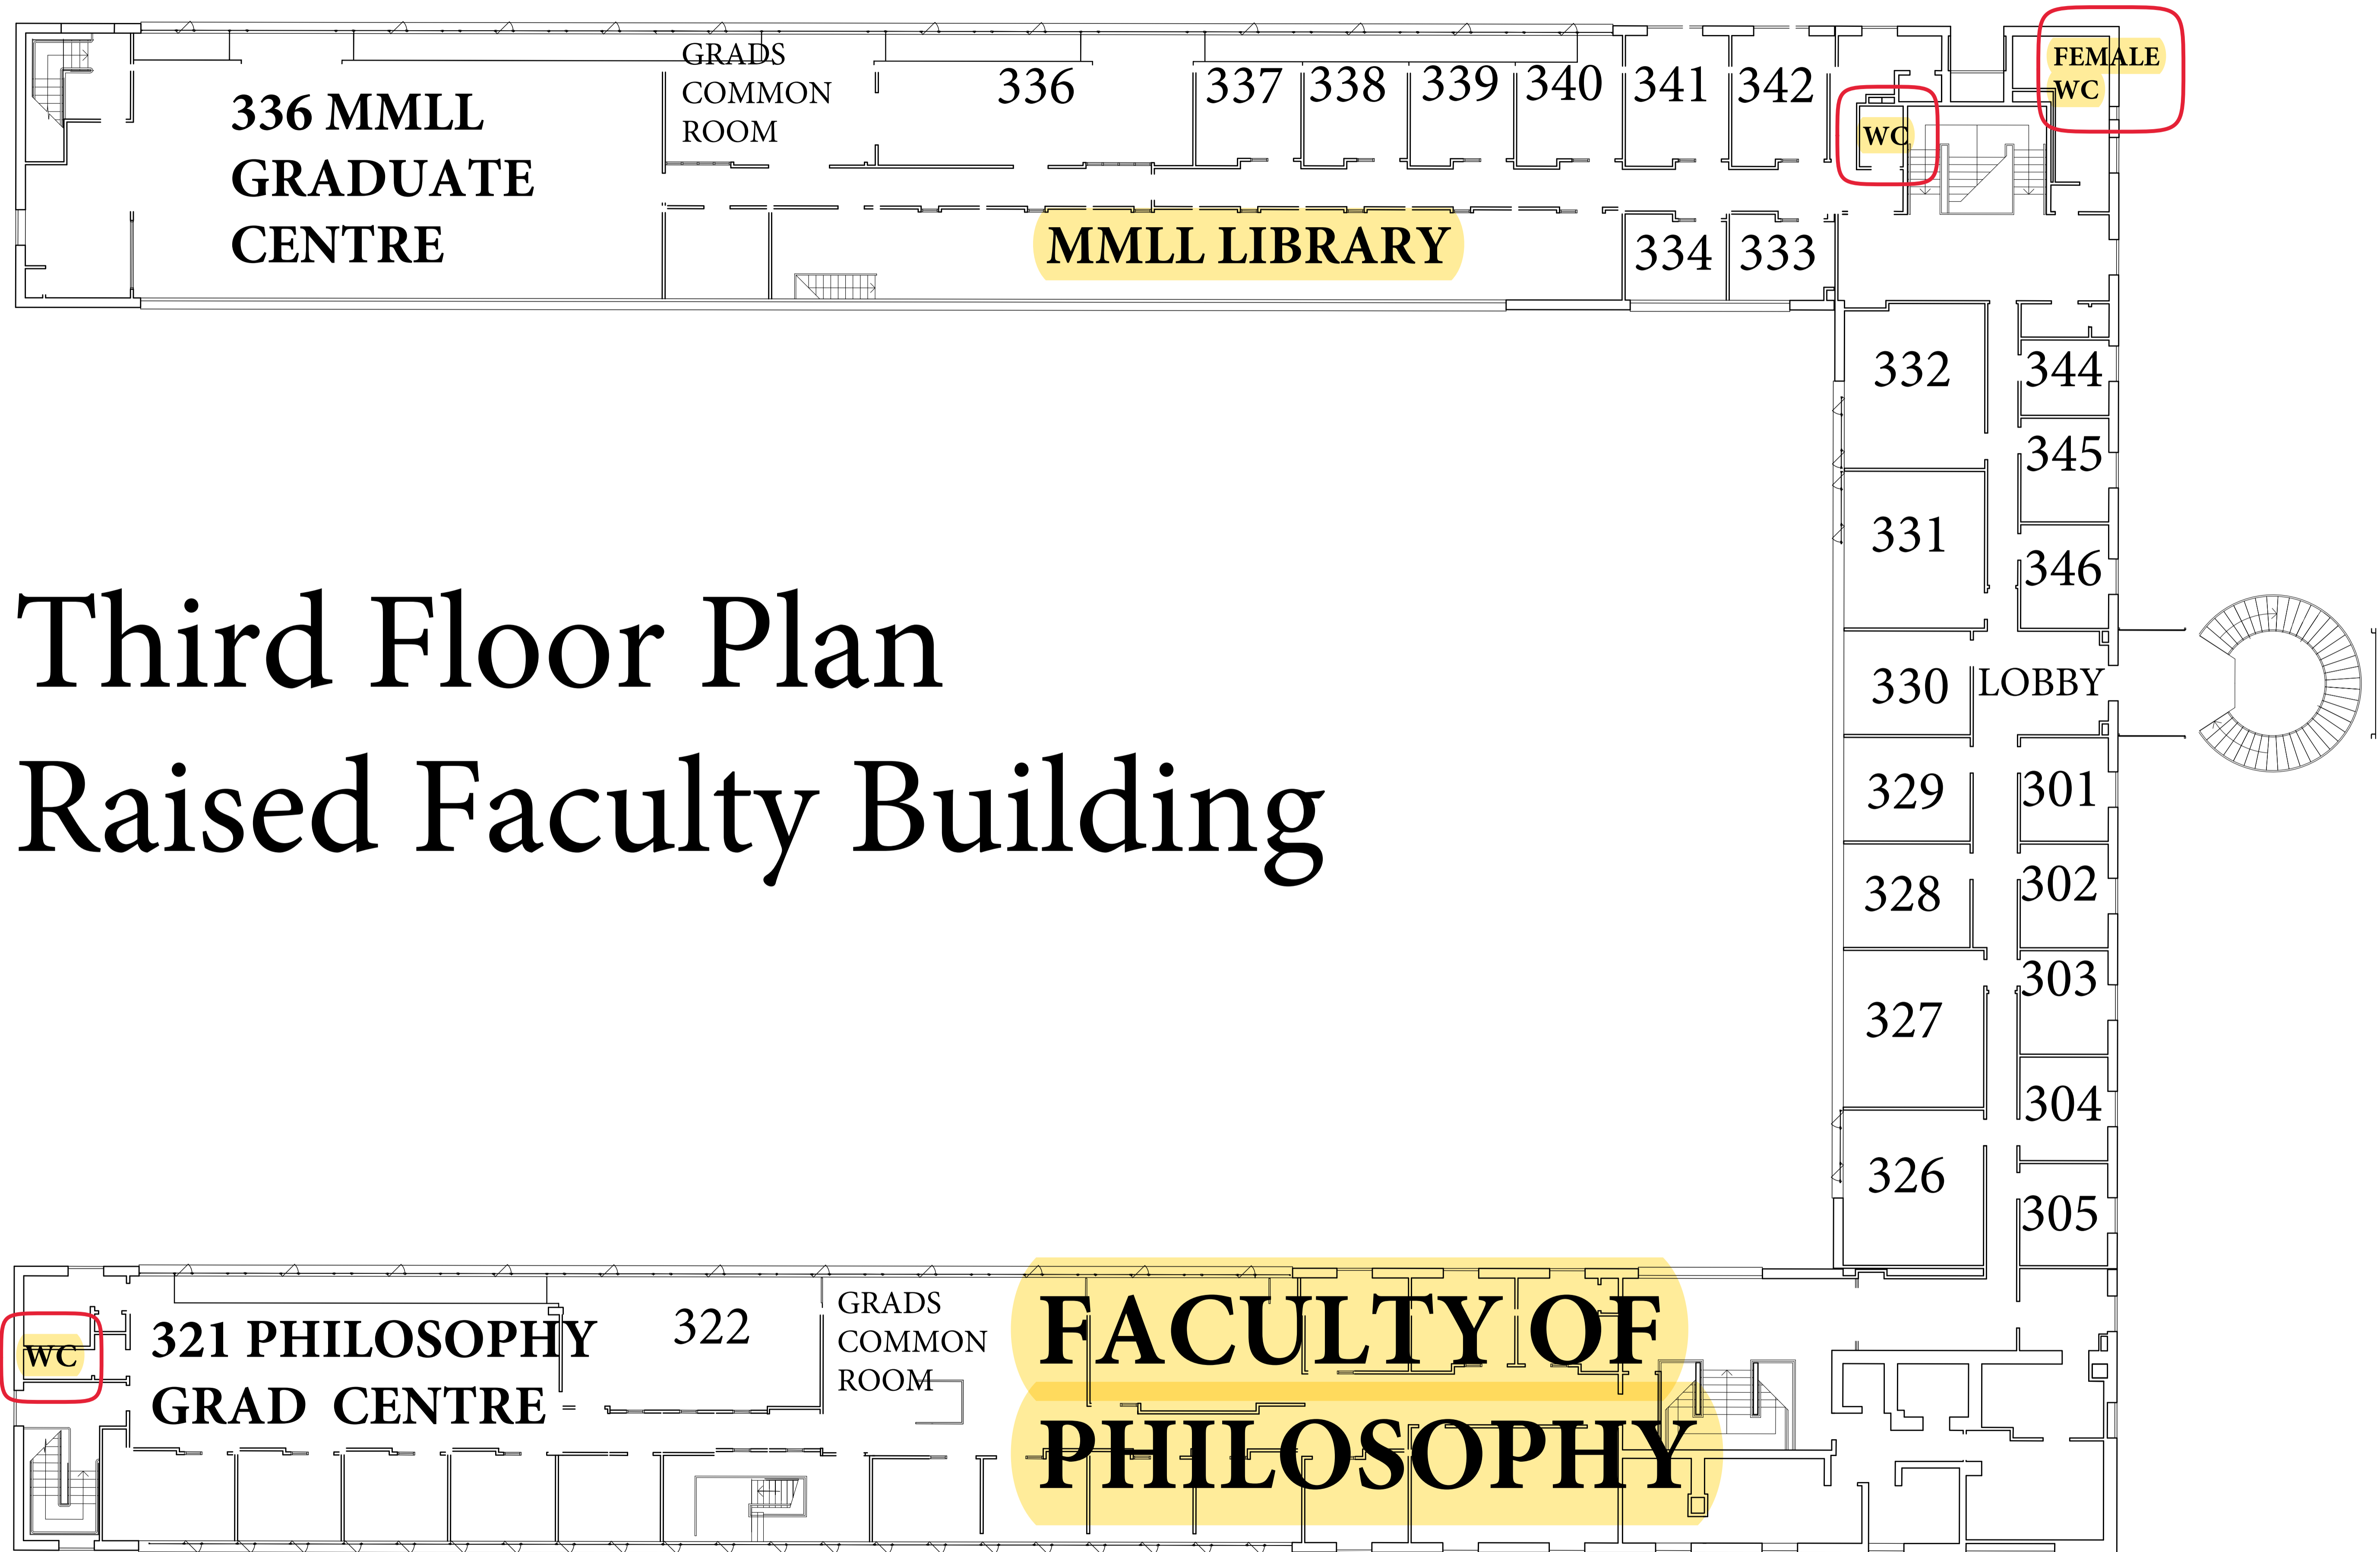 GRADS
COMMON
ROOM
336 MMLL
GRADUATE
CENTRE
336
337
338
339
340
341
342
WC
FEMALE
WC
MMLL LIBRARY
334
333
332
344
345
331
346
Third Floor Plan
Raised Faculty Building
330
LOBBY
329
301
328
302
303
327
304
326
305
WC
321 PHILOSOPHY
GRAD CENTRE
322
GRADS
COMMON
ROOM
FACULTY OF
PHILOSOPHY